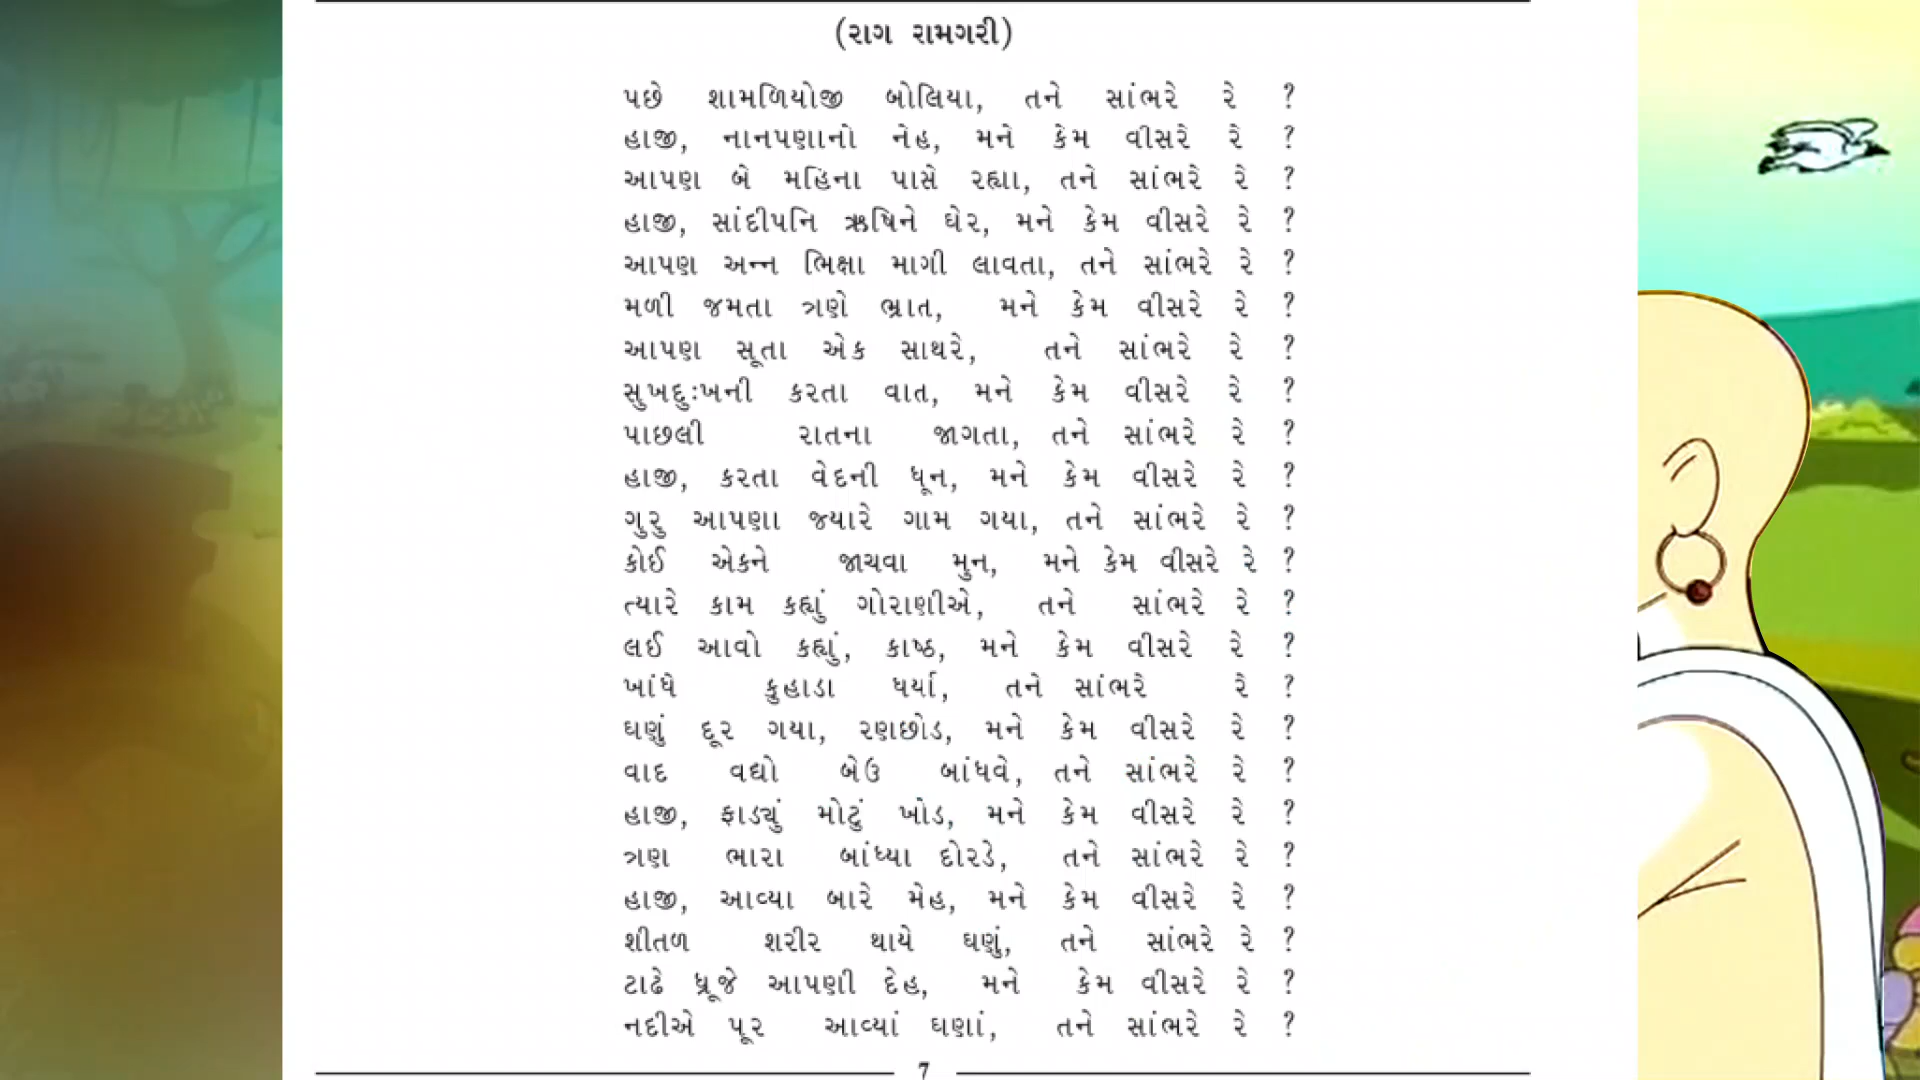 (રાગ રામગરી)
પછે શામળિયોજી બોલિયા, તને સાંભરે રે ?
હાજી, નાનપણાનો નેહ, મને કેમ વીસરે રે ?
આપણ બે મહિના પાસે રહ્યા, તને સાંભરે રે ?
હાજી, સાંદીપનિ ઋષિને ઘેર, મને કેમ વીસરે રે ?
આપણ અન્ન ભિક્ષા માગી લાવતા, તને સાંભરે રે ?
મળી જમતા ત્રણે ભ્રાત, મને કેમ વીસરે રે ?
આપણ સૂતા એક સાથરે, તને સાંભરે રે ?
સુખદુઃખની કરતા વાત, મને કેમ વીસરે રે ?
પાછલી રાતના જાગતા, તને સાંભરે રે ?
હાજી, કરતા વેદની ધૂન, મને કેમ વીસરે રે ?
ગુરુ આપણા જ્યારે ગામ ગયા, તને સાંભરે રે ?
કોઈ એકને જાચવા મુન, મને કેમ વીસરે રે ?
ત્યારે કામ કહ્યું ગોરાણીએ, તને સાંભરે રે ?
લઈ આવો કહ્યું, કાષ્ઠ, મને કેમ વીસરે રે ?
ખાંધે કુહાડા ધર્યા, તને સાંભરે રે ?
ઘણું દૂર ગયા, રણછોડ, મને કેમ વીસરે રે ?
વાદ વદ્યો બેઉ બાંધવે, તને સાંભરે રે ?
હાજી, ફાડ્યું મોટું ખોડ, મને કેમ વીસરે રે ?
ત્રણ ભારા બાંધ્યા દોરડે, તને સાંભરે રે ?
હાજી, આવ્યા બારે મેહ, મને કેમ વીસરે રે ?
શીતળ શરીર થાયે ઘણું, તને સાંભરે રે ?
ટાઢે ધ્રૂજે આપણી દેહ, મને કેમ વીસરે રે ?
નદીએ પૂર આવ્યાં ઘણાં, તને સાંભરે રે ?
7